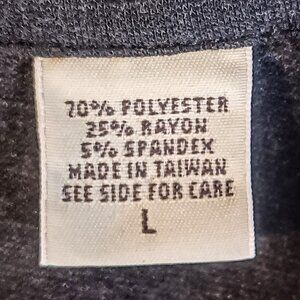 70% POLYESTER
25% RAYON
5% SPANDEX
MADE IN TAIWAN
SEE SIDE FOR CARE
L